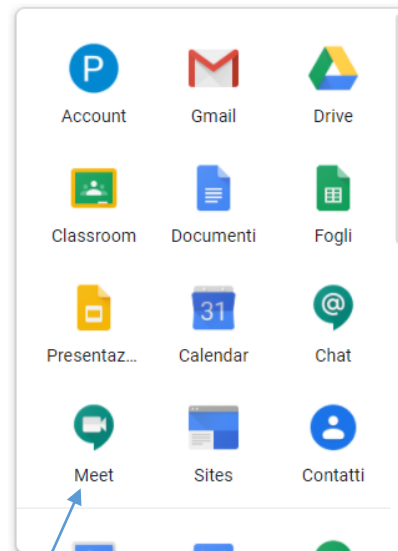 P
Account Gmail Drive
Classroom Documenti Fogli
31 @
Presentaz... Calendar Chat
Meet Sites Contatti